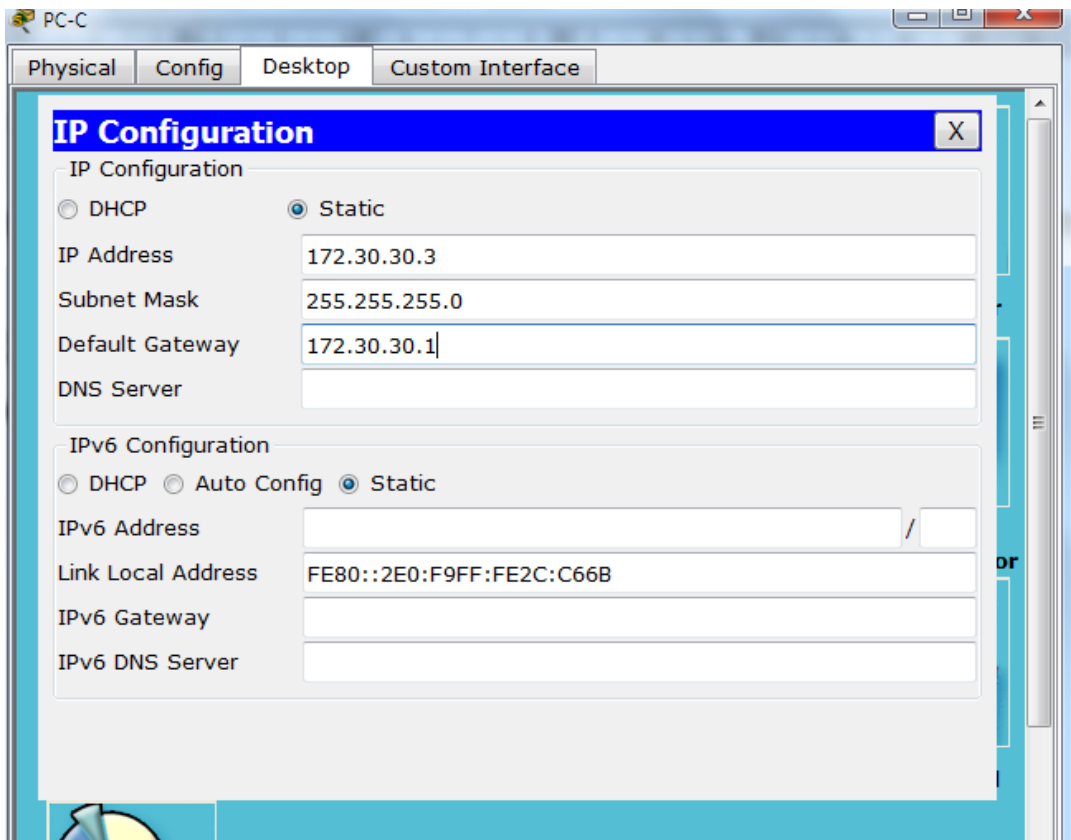 PC-C
Physical Config Desktop Custom Interface
IP Configuration X
IP Configuration
DHCP Static
IP Address 172.30.30.3
Subnet Mask 255.255.255.0
Default Gateway 172.30.30.1
DNS Server
IPv6 Configuration
DHCP Auto Config Static
IPv6 Address /
Link Local Address FE80::2E0:F9FF:FE2C:C66B
IPv6 Gateway
IPv6 DNS Server
or